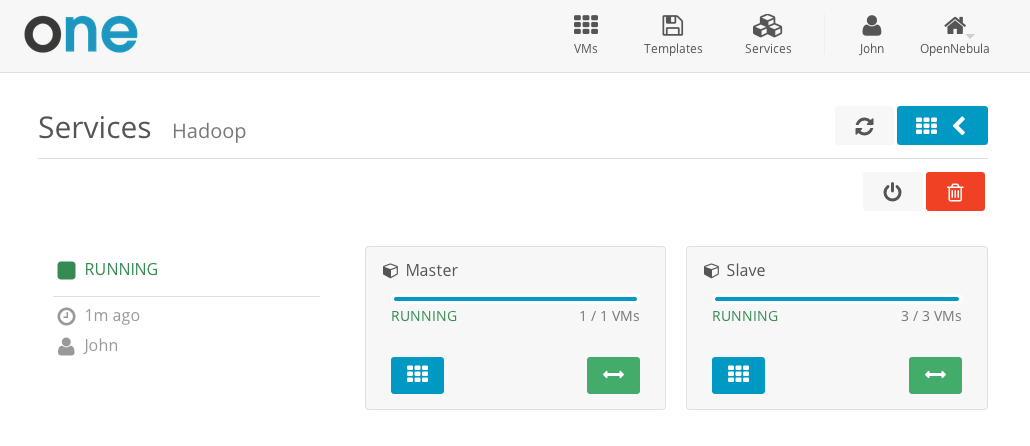 one
VMs
Templates
Services
John
OpenNebula
Services Hadoop
RUNNING
1m ago
John
Master
RUNNING 1 / 1 VMs
Slave
RUNNING 3 / 3 VMs